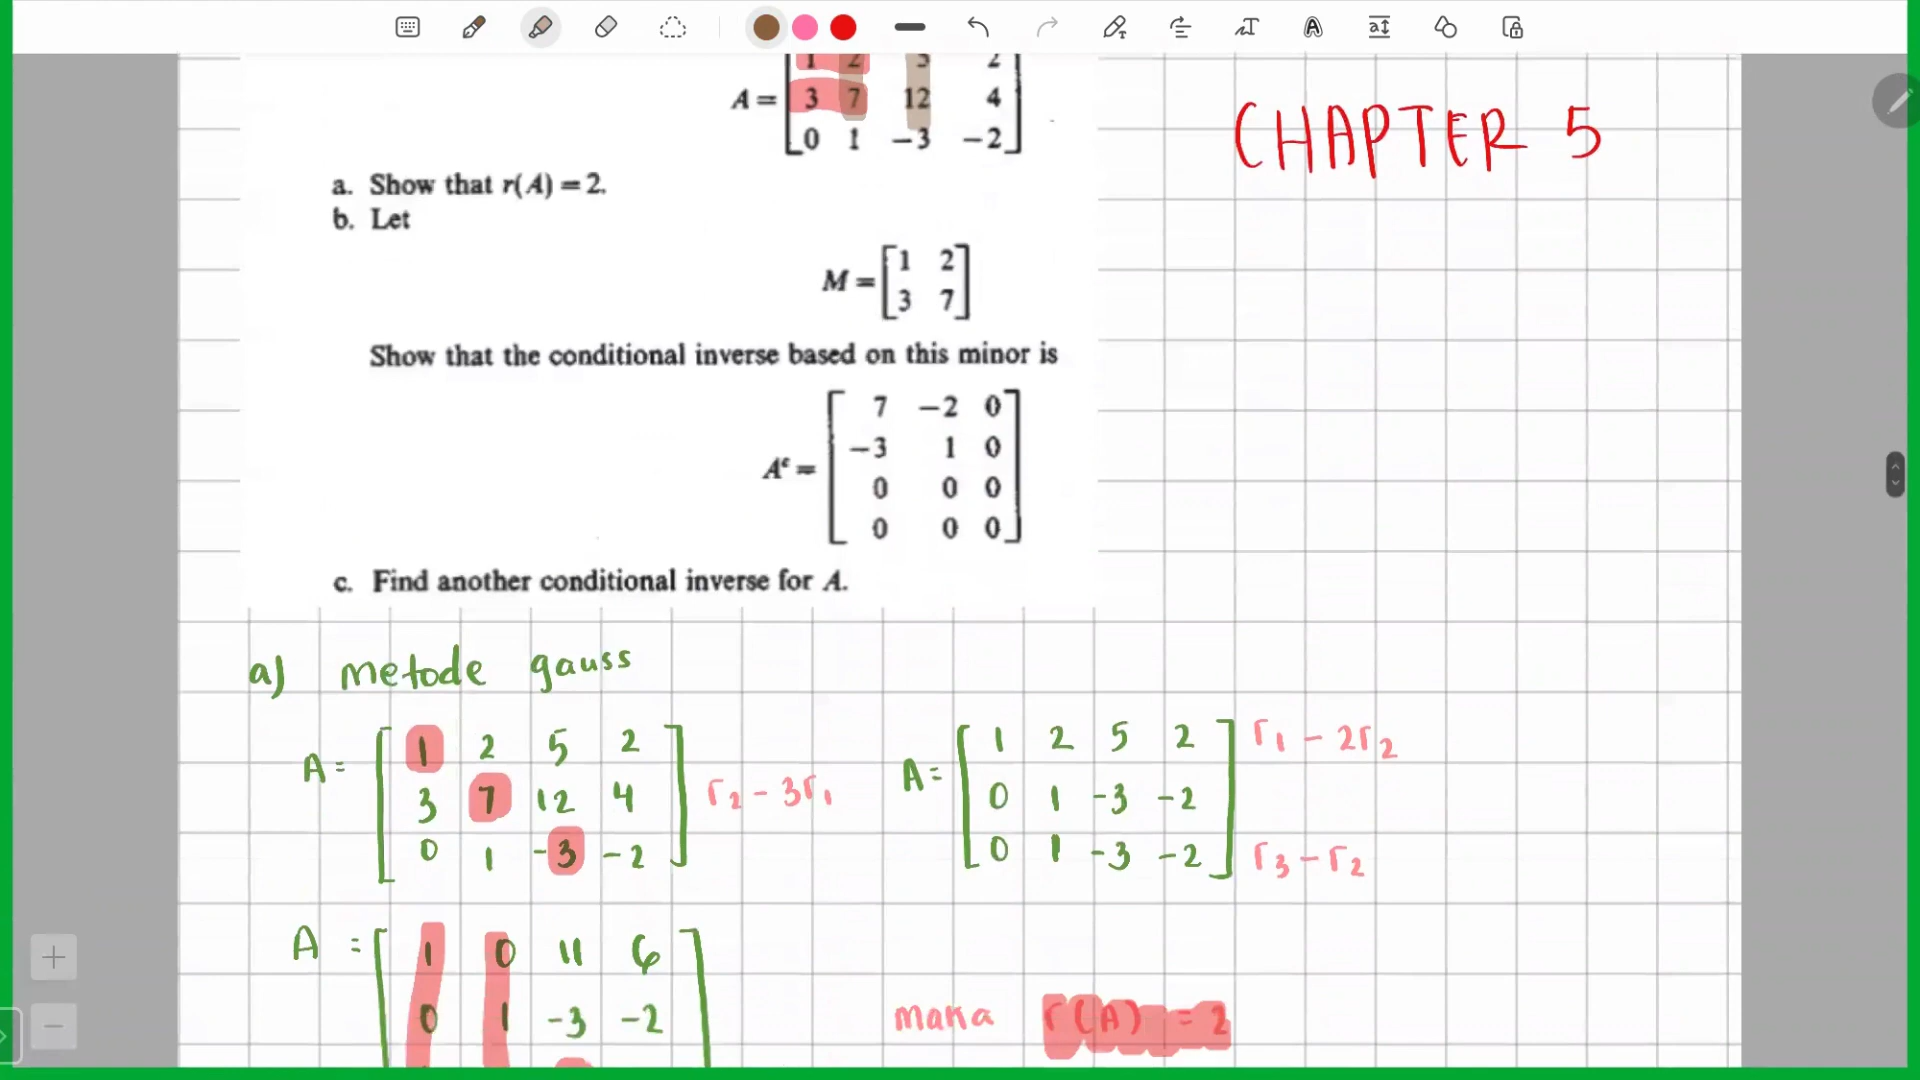 1 2 5 2
A = 3 7 12 4
0 1 -3 -2
CHAPTER 5
a. Show that r(A) = 2.
b. Let
M = 1 2
3 7
Show that the conditional inverse based on this minor is
7 -2 0
-3 1 0
Aᶜ =
0 0 0
0 0 0
c. Find another conditional inverse for A.
a) metode gauss
A = 1 2 5 2
3 7 12 4 r₂ - 3r₁
0 1 -3 -2
A = 1 2 5 2 r₁ - 2r₂
0 1 -3 -2
0 1 -3 -2 r₃ - r₂
A = 1 0 11 6
0 1 -3 -2
maka r(A) = 2